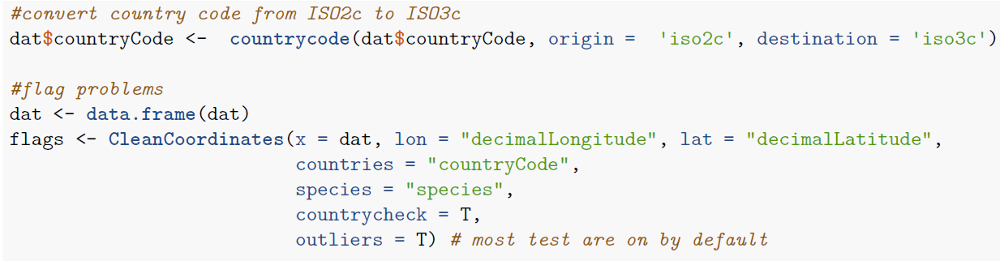 #convert country code from ISO2c to ISO3c
dat$countryCode <-  countrycode(dat$countryCode, origin =  'iso2c', destination = 'iso3c')

#flag problems
dat <- data.frame(dat)
flags <- CleanCoordinates(x = dat, lon = "decimalLongitude", lat = "decimalLatitude",
                          countries = "countryCode",
                          species = "species",
                          countrycheck = T,
                          outliers = T) # most test are on by default